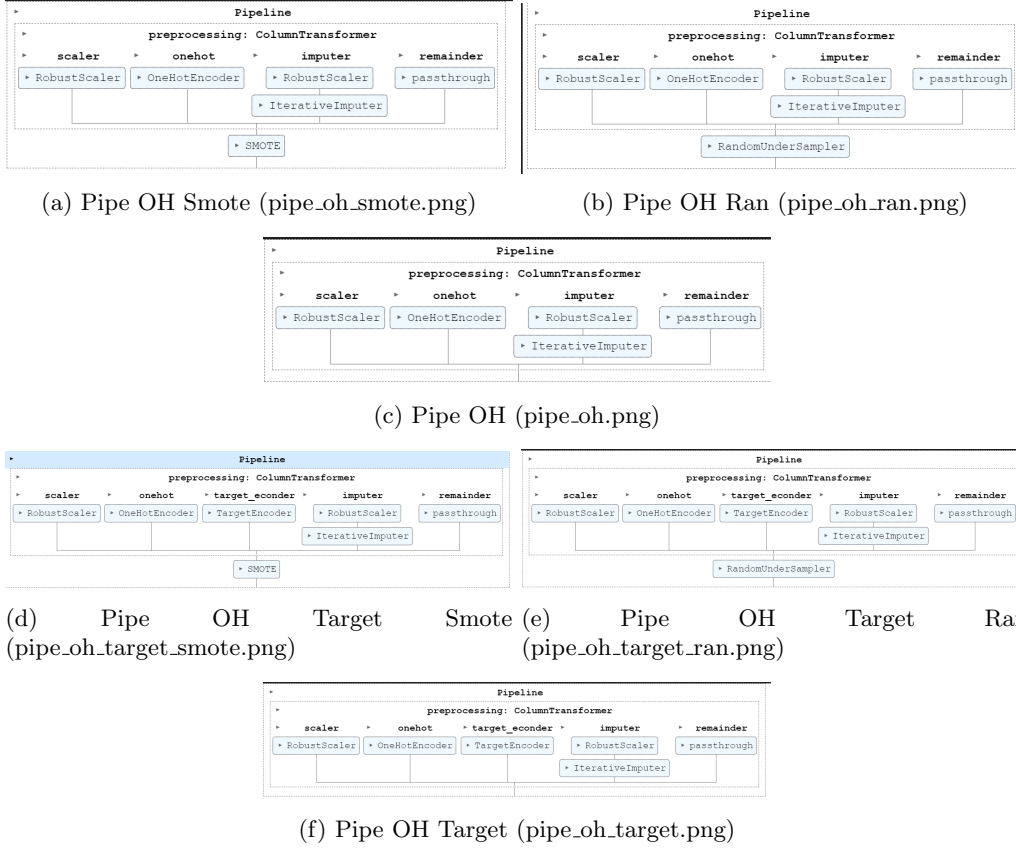 Pipeline
preprocessing: ColumnTransformer
scaler onehot imputer remainder
RobustScaler OneHotEncoder RobustScaler passthrough
IterativeImputer
SMOTE
(a) Pipe OH Smote (pipe_oh_smote.png)
Pipeline
preprocessing: ColumnTransformer
scaler onehot imputer remainder
RobustScaler OneHotEncoder RobustScaler passthrough
IterativeImputer
RandomUnderSampler
(b) Pipe OH Ran (pipe_oh_ran.png)
Pipeline
preprocessing: ColumnTransformer
scaler onehot imputer remainder
RobustScaler OneHotEncoder RobustScaler passthrough
IterativeImputer
(c) Pipe OH (pipe_oh.png)
Pipeline
preprocessing: ColumnTransformer
scaler onehot target_econder imputer remainder
RobustScaler OneHotEncoder TargetEncoder RobustScaler passthrough
IterativeImputer
SMOTE
(d) Pipe OH Target Smote
(pipe_oh_target_smote.png)
Pipeline
preprocessing: ColumnTransformer
scaler onehot target_econder imputer remainder
RobustScaler OneHotEncoder TargetEncoder RobustScaler passthrough
IterativeImputer
RandomUnderSampler
(e) Pipe OH Target Ra
(pipe_oh_target_ran.png)
Pipeline
preprocessing: ColumnTransformer
scaler onehot target_econder imputer remainder
RobustScaler OneHotEncoder TargetEncoder RobustScaler passthrough
IterativeImputer
(f) Pipe OH Target (pipe_oh_target.png)